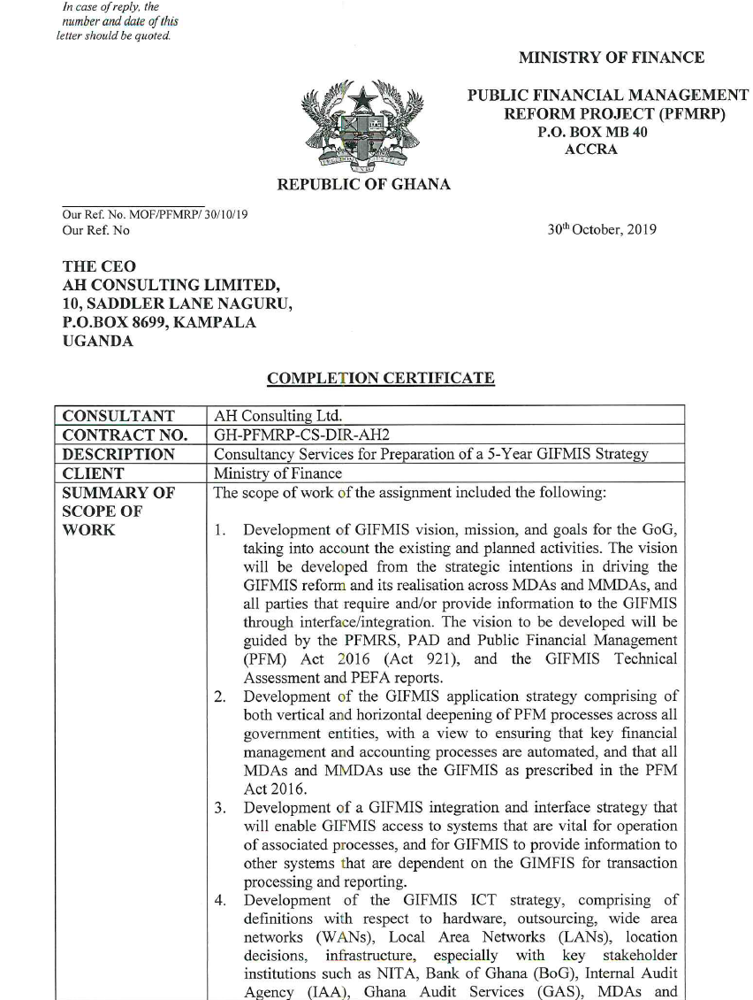 In case of reply, the
number and date of this
letter should be quoted.
MINISTRY OF FINANCE
PUBLIC FINANCIAL MANAGEMENT
REFORM PROJECT (PFMRP)
P.O. BOX MB 40
ACCRA
REPUBLIC OF GHANA
Our Ref. No. MOF/PFMRP/ 30/10/19
Our Ref. No
30th October, 2019
THE CEO
AH CONSULTING LIMITED,
10, SADDLER LANE NAGURU,
P.O.BOX 8699, KAMPALA
UGANDA
COMPLETION CERTIFICATE
CONSULTANT AH Consulting Ltd.
CONTRACT NO. GH-PFMRP-CS-DIR-AH2
DESCRIPTION Consultancy Services for Preparation of a 5-Year GIFMIS Strategy
CLIENT Ministry of Finance
SUMMARY OF The scope of work of the assignment included the following:
SCOPE OF
WORK 1. Development of GIFMIS vision, mission, and goals for the GoG,
taking into account the existing and planned activities. The vision
will be developed from the strategic intentions in driving the
GIFMIS reform and its realisation across MDAs and MMDAs, and
all parties that require and/or provide information to the GIFMIS
through interface/integration. The vision to be developed will be
guided by the PFMRS, PAD and Public Financial Management
(PFM) Act 2016 (Act 921), and the GIFMIS Technical
Assessment and PEFA reports.
2. Development of the GIFMIS application strategy comprising of
both vertical and horizontal deepening of PFM processes across all
government entities, with a view to ensuring that key financial
management and accounting processes are automated, and that all
MDAs and MMDAs use the GIFMIS as prescribed in the PFM
Act 2016.
3. Development of a GIFMIS integration and interface strategy that
will enable GIFMIS access to systems that are vital for operation
of associated processes, and for GIFMIS to provide information to
other systems that are dependent on the GIMFIS for transaction
processing and reporting.
4. Development of the GIFMIS ICT strategy, comprising of
definitions with respect to hardware, outsourcing, wide area
networks (WANs), Local Area Networks (LANs), location
decisions, infrastructure, especially with key stakeholder
institutions such as NITA, Bank of Ghana (BoG), Internal Audit
Agency (IAA), Ghana Audit Services (GAS), MDAs and